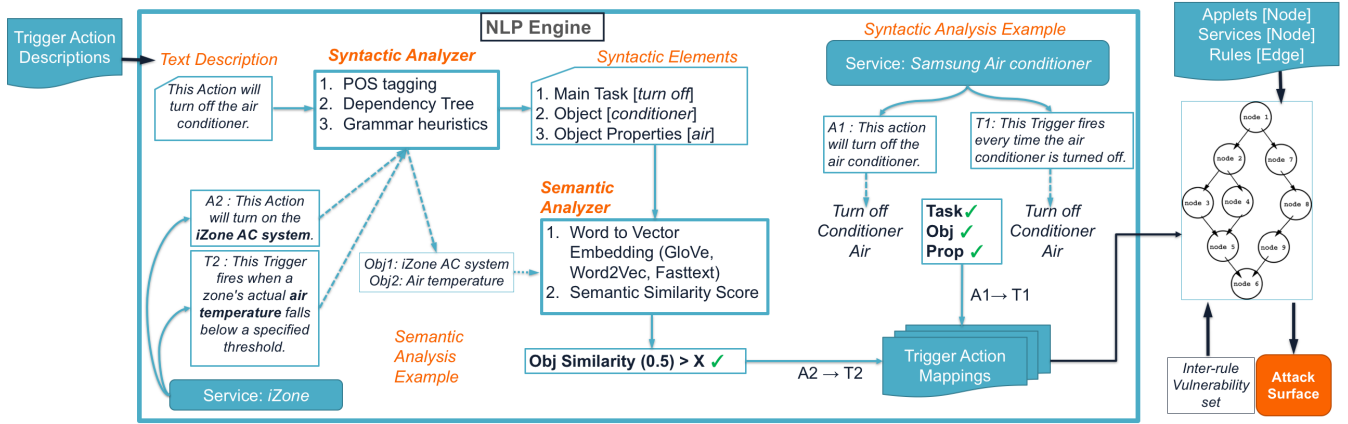 Trigger Action
Descriptions
NLP Engine
Text Description
This Action will
turn off the air
conditioner.
Syntactic Analyzer
1. POS tagging
2. Dependency Tree
3. Grammar heuristics
Syntactic Elements
1. Main Task [turn off]
2. Object [conditioner]
3. Object Properties [air]
A2 : This Action
will turn on the
iZone AC system.
T2 : This Trigger
fires when a
zone's actual air
temperature falls
below a specified
threshold.
Service: iZone
Obj1: iZone AC system
Obj2: Air temperature
Semantic
Analysis
Example
Semantic
Analyzer
1. Word to Vector
Embedding (GloVe,
Word2Vec, Fasttext)
2. Semantic Similarity Score
Obj Similarity (0.5) > X ✓
A2 → T2
Syntactic Analysis Example
Service: Samsung Air conditioner
A1 : This action
will turn off the
air conditioner.
T1: This Trigger fires
every time the air
conditioner is turned off.
Turn off
Conditioner
Air
Task✓
Obj ✓
Prop ✓
Turn off
Conditioner
Air
A1→ T1
Trigger Action
Mappings
Applets [Node]
Services [Node]
Rules [Edge]
node 1
node 2
node 7
node 3
node 4
node 8
node 5
node 9
node 6
Inter-rule
Vulnerability
set
Attack
Surface